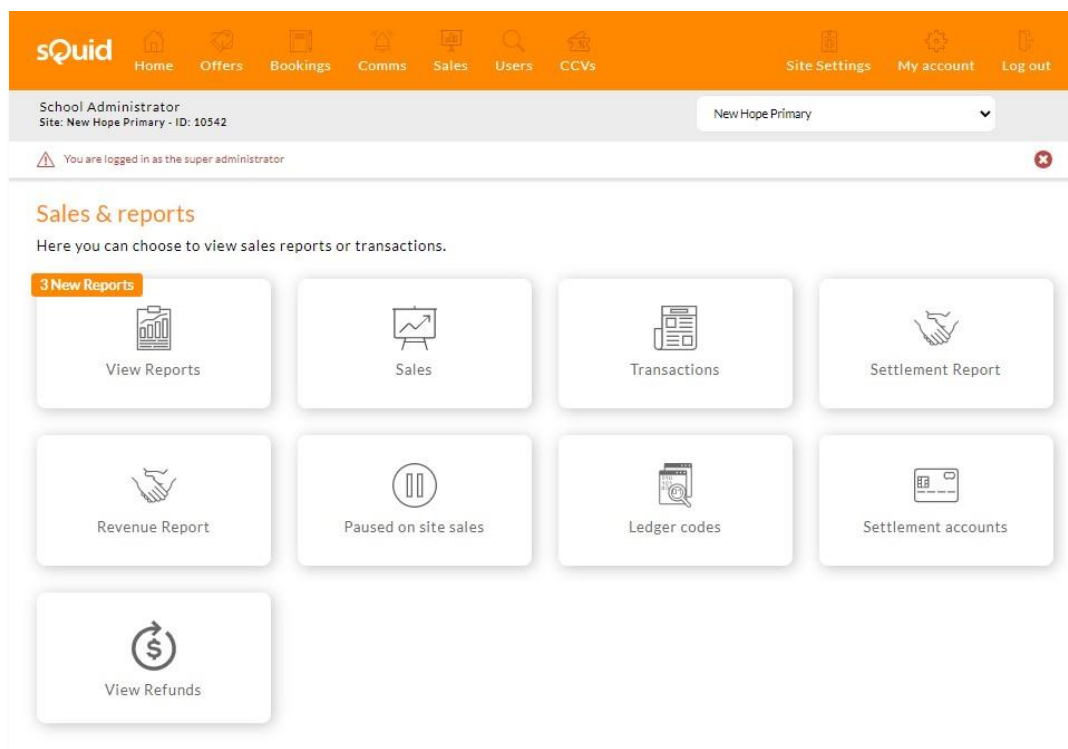 sQuid
Home Offers Bookings Comms Sales Users CCVs Site Settings My account Log out
School Administrator
Site: New Hope Primary - ID: 10542
New Hope Primary
You are logged in as the super administrator
Sales & reports
Here you can choose to view sales reports or transactions.
3 New Reports
View Reports Sales Transactions Settlement Report
Revenue Report Paused on site sales Ledger codes Settlement accounts
View Refunds